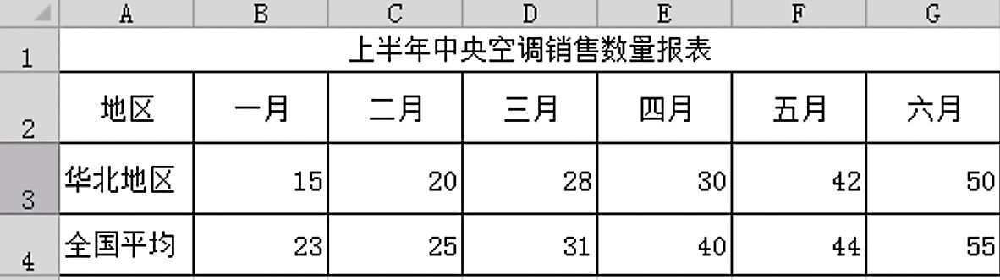 A B C D E F G
1 上半年中央空调销售数量报表
2 地区 一月 二月 三月 四月 五月 六月
3 华北地区 15 20 28 30 42 50
4 全国平均 23 25 31 40 44 55